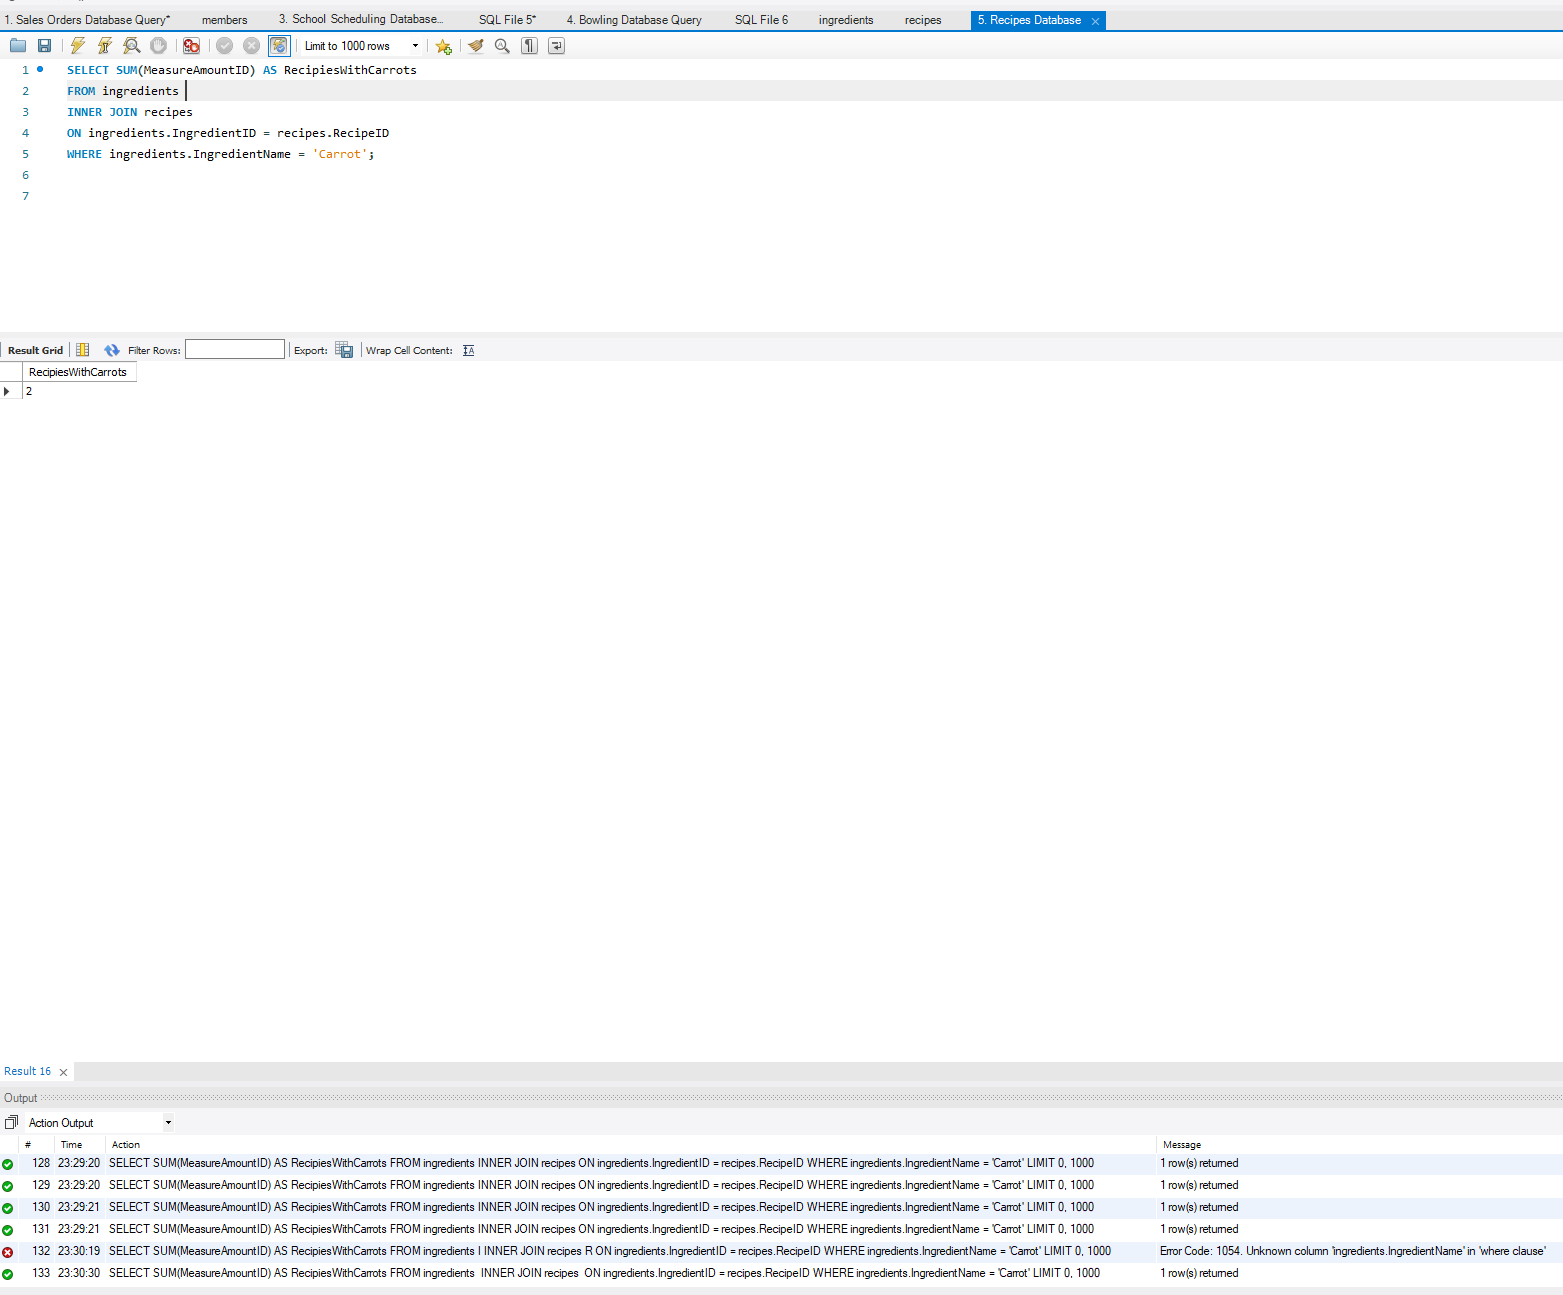 1. Sales Orders Database Query* members 3. School Scheduling Database... SQL File 5* 4. Bowling Database Query SQL File 6 ingredients recipes 5. Recipes Database
Limit to 1000 rows
1 SELECT SUM(MeasureAmountID) AS RecipiesWithCarrots
2 FROM ingredients
3 INNER JOIN recipes
4 ON ingredients.IngredientID = recipes.RecipeID
5 WHERE ingredients.IngredientName = 'Carrot';
6
7
Result Grid Filter Rows: Export: Wrap Cell Content:
RecipiesWithCarrots
2
Result 16
Output
Action Output
# Time Action Message
128 23:29:20 SELECT SUM(MeasureAmountID) AS RecipiesWithCarrots FROM ingredients INNER JOIN recipes ON ingredients.IngredientID = recipes.RecipeID WHERE ingredients.IngredientName = 'Carrot' LIMIT 0, 1000 1 row(s) returned
129 23:29:20 SELECT SUM(MeasureAmountID) AS RecipiesWithCarrots FROM ingredients INNER JOIN recipes ON ingredients.IngredientID = recipes.RecipeID WHERE ingredients.IngredientName = 'Carrot' LIMIT 0, 1000 1 row(s) returned
130 23:29:21 SELECT SUM(MeasureAmountID) AS RecipiesWithCarrots FROM ingredients INNER JOIN recipes ON ingredients.IngredientID = recipes.RecipeID WHERE ingredients.IngredientName = 'Carrot' LIMIT 0, 1000 1 row(s) returned
131 23:29:21 SELECT SUM(MeasureAmountID) AS RecipiesWithCarrots FROM ingredients INNER JOIN recipes ON ingredients.IngredientID = recipes.RecipeID WHERE ingredients.IngredientName = 'Carrot' LIMIT 0, 1000 1 row(s) returned
132 23:30:19 SELECT SUM(MeasureAmountID) AS RecipiesWithCarrots FROM ingredients I INNER JOIN recipes R ON ingredients.IngredientID = recipes.RecipeID WHERE ingredients.IngredientName = 'Carrot' LIMIT 0, 1000 Error Code: 1054. Unknown column 'ingredients.IngredientName' in 'where clause'
133 23:30:30 SELECT SUM(MeasureAmountID) AS RecipiesWithCarrots FROM ingredients  INNER JOIN recipes  ON ingredients.IngredientID = recipes.RecipeID WHERE ingredients.IngredientName = 'Carrot' LIMIT 0, 1000 1 row(s) returned